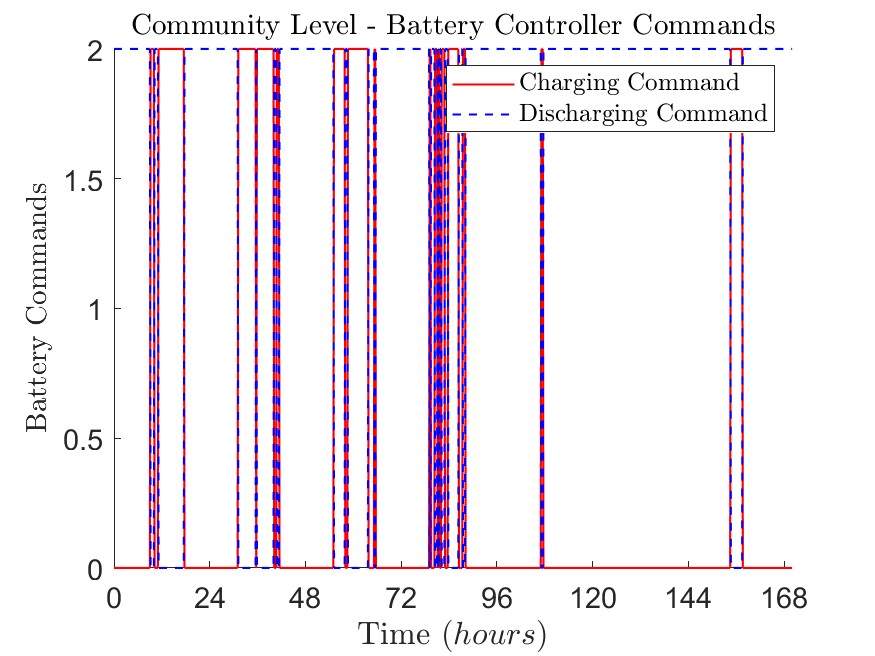 Community Level - Battery Controller Commands
2
Charging Command
Discharging Command
1.5
1
0.5
0
Battery Commands
0 24 48 72 96 120 144 168
Time (hours)